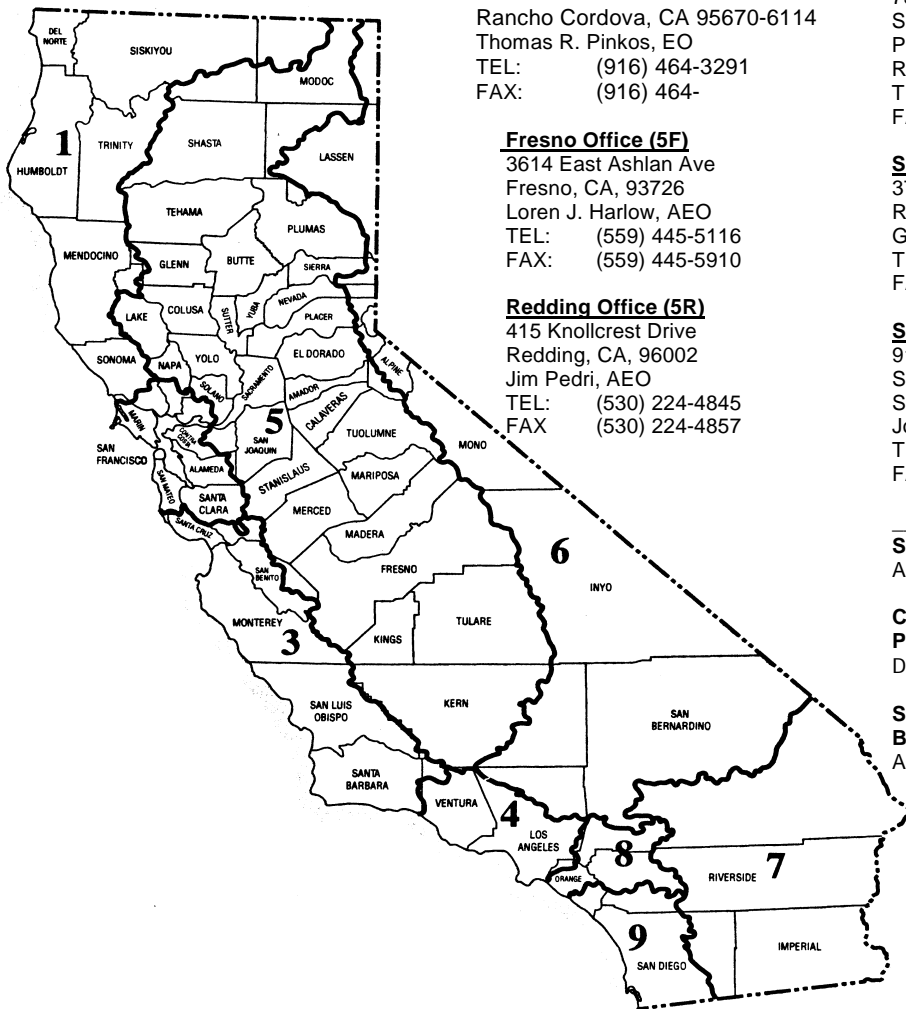 Rancho Cordova, CA 95670-6114
Thomas R. Pinkos, EO
TEL: (916) 464-3291
FAX: (916) 464-
Fresno Office (5F)
3614 East Ashlan Ave
Fresno, CA, 93726
Loren J. Harlow, AEO
TEL: (559) 445-5116
FAX: (559) 445-5910
Redding Office (5R)
415 Knollcrest Drive
Redding, CA, 96002
Jim Pedri, AEO
TEL: (530) 224-4845
FAX (530) 224-4857
DEL
NORTE
SISKIYOU
MODOC
1
HUMBOLDT
TRINITY
SHASTA
LASSEN
TEHAMA
PLUMAS
MENDOCINO
GLENN
BUTTE
SIERRA
LAKE
COLUSA
SUTTER
YUBA
NEVADA
PLACER
SONOMA
NAPA
YOLO
SACRAMENTO
EL DORADO
ALPINE
SOLANO
AMADOR
MARIN
5
CALAVERAS
CONTRA
COSTA
SAN
JOAQUIN
TUOLUMNE
MONO
SAN
FRANCISCO
ALAMEDA
STANISLAUS
MARIPOSA
SAN MATEO
SANTA
CLARA
MERCED
SANTA CRUZ
MADERA
6
SAN
BENITO
FRESNO
INYO
MONTEREY
3
KINGS
TULARE
SAN LUIS
OBISPO
KERN
SAN
BERNARDINO
SANTA
BARBARA
VENTURA
4
LOS
ANGELES
8
7
ORANGE
RIVERSIDE
9
SAN DIEGO
IMPERIAL
S
P
R
T
FA
S
37
R
G
T
FA
S
9
S
S
Jo
T
FA
S
A
C
P
D
S
B
A